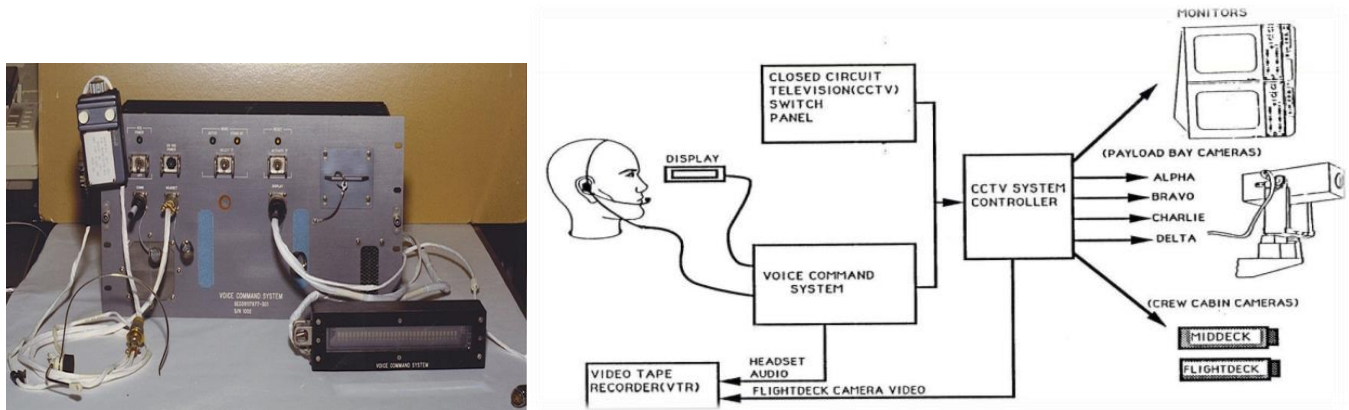 HEADSET
DISPLAY
VOICE COMMAND SYSTEM
VOICE COMMAND SYSTEM
MONITORS
CLOSED CIRCUIT
TELEVISION(CCTV)
SWITCH
PANEL
DISPLAY
VOICE COMMAND
SYSTEM
CCTV SYSTEM
CONTROLLER
(PAYLOAD BAY CAMERAS)
ALPHA
BRAVO
CHARLIE
DELTA
(CREW CABIN CAMERAS)
MIDDECK
FLIGHTDECK
HEADSET
AUDIO
VIDEO TAPE
RECORDER(VTR)
FLIGHTDECK CAMERA VIDEO